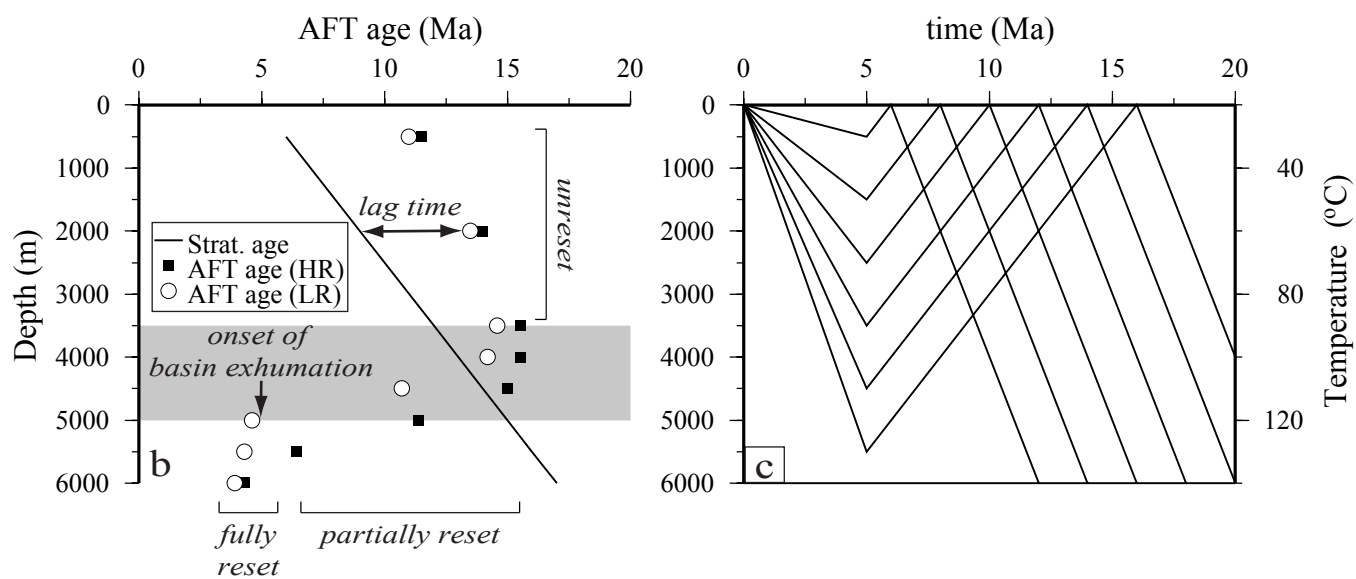 AFT age (Ma)
0 5 10 15 20
Depth (m)
0
1000
2000
3000
4000
5000
6000
lag time
unreset
Strat. age
AFT age (HR)
AFT age (LR)
onset of
basin exhumation
b
fully
reset
partially reset
time (Ma)
0 5 10 15 20
0
1000
2000
3000
4000
5000
6000
40
80
120
Temperature (ºC)
c